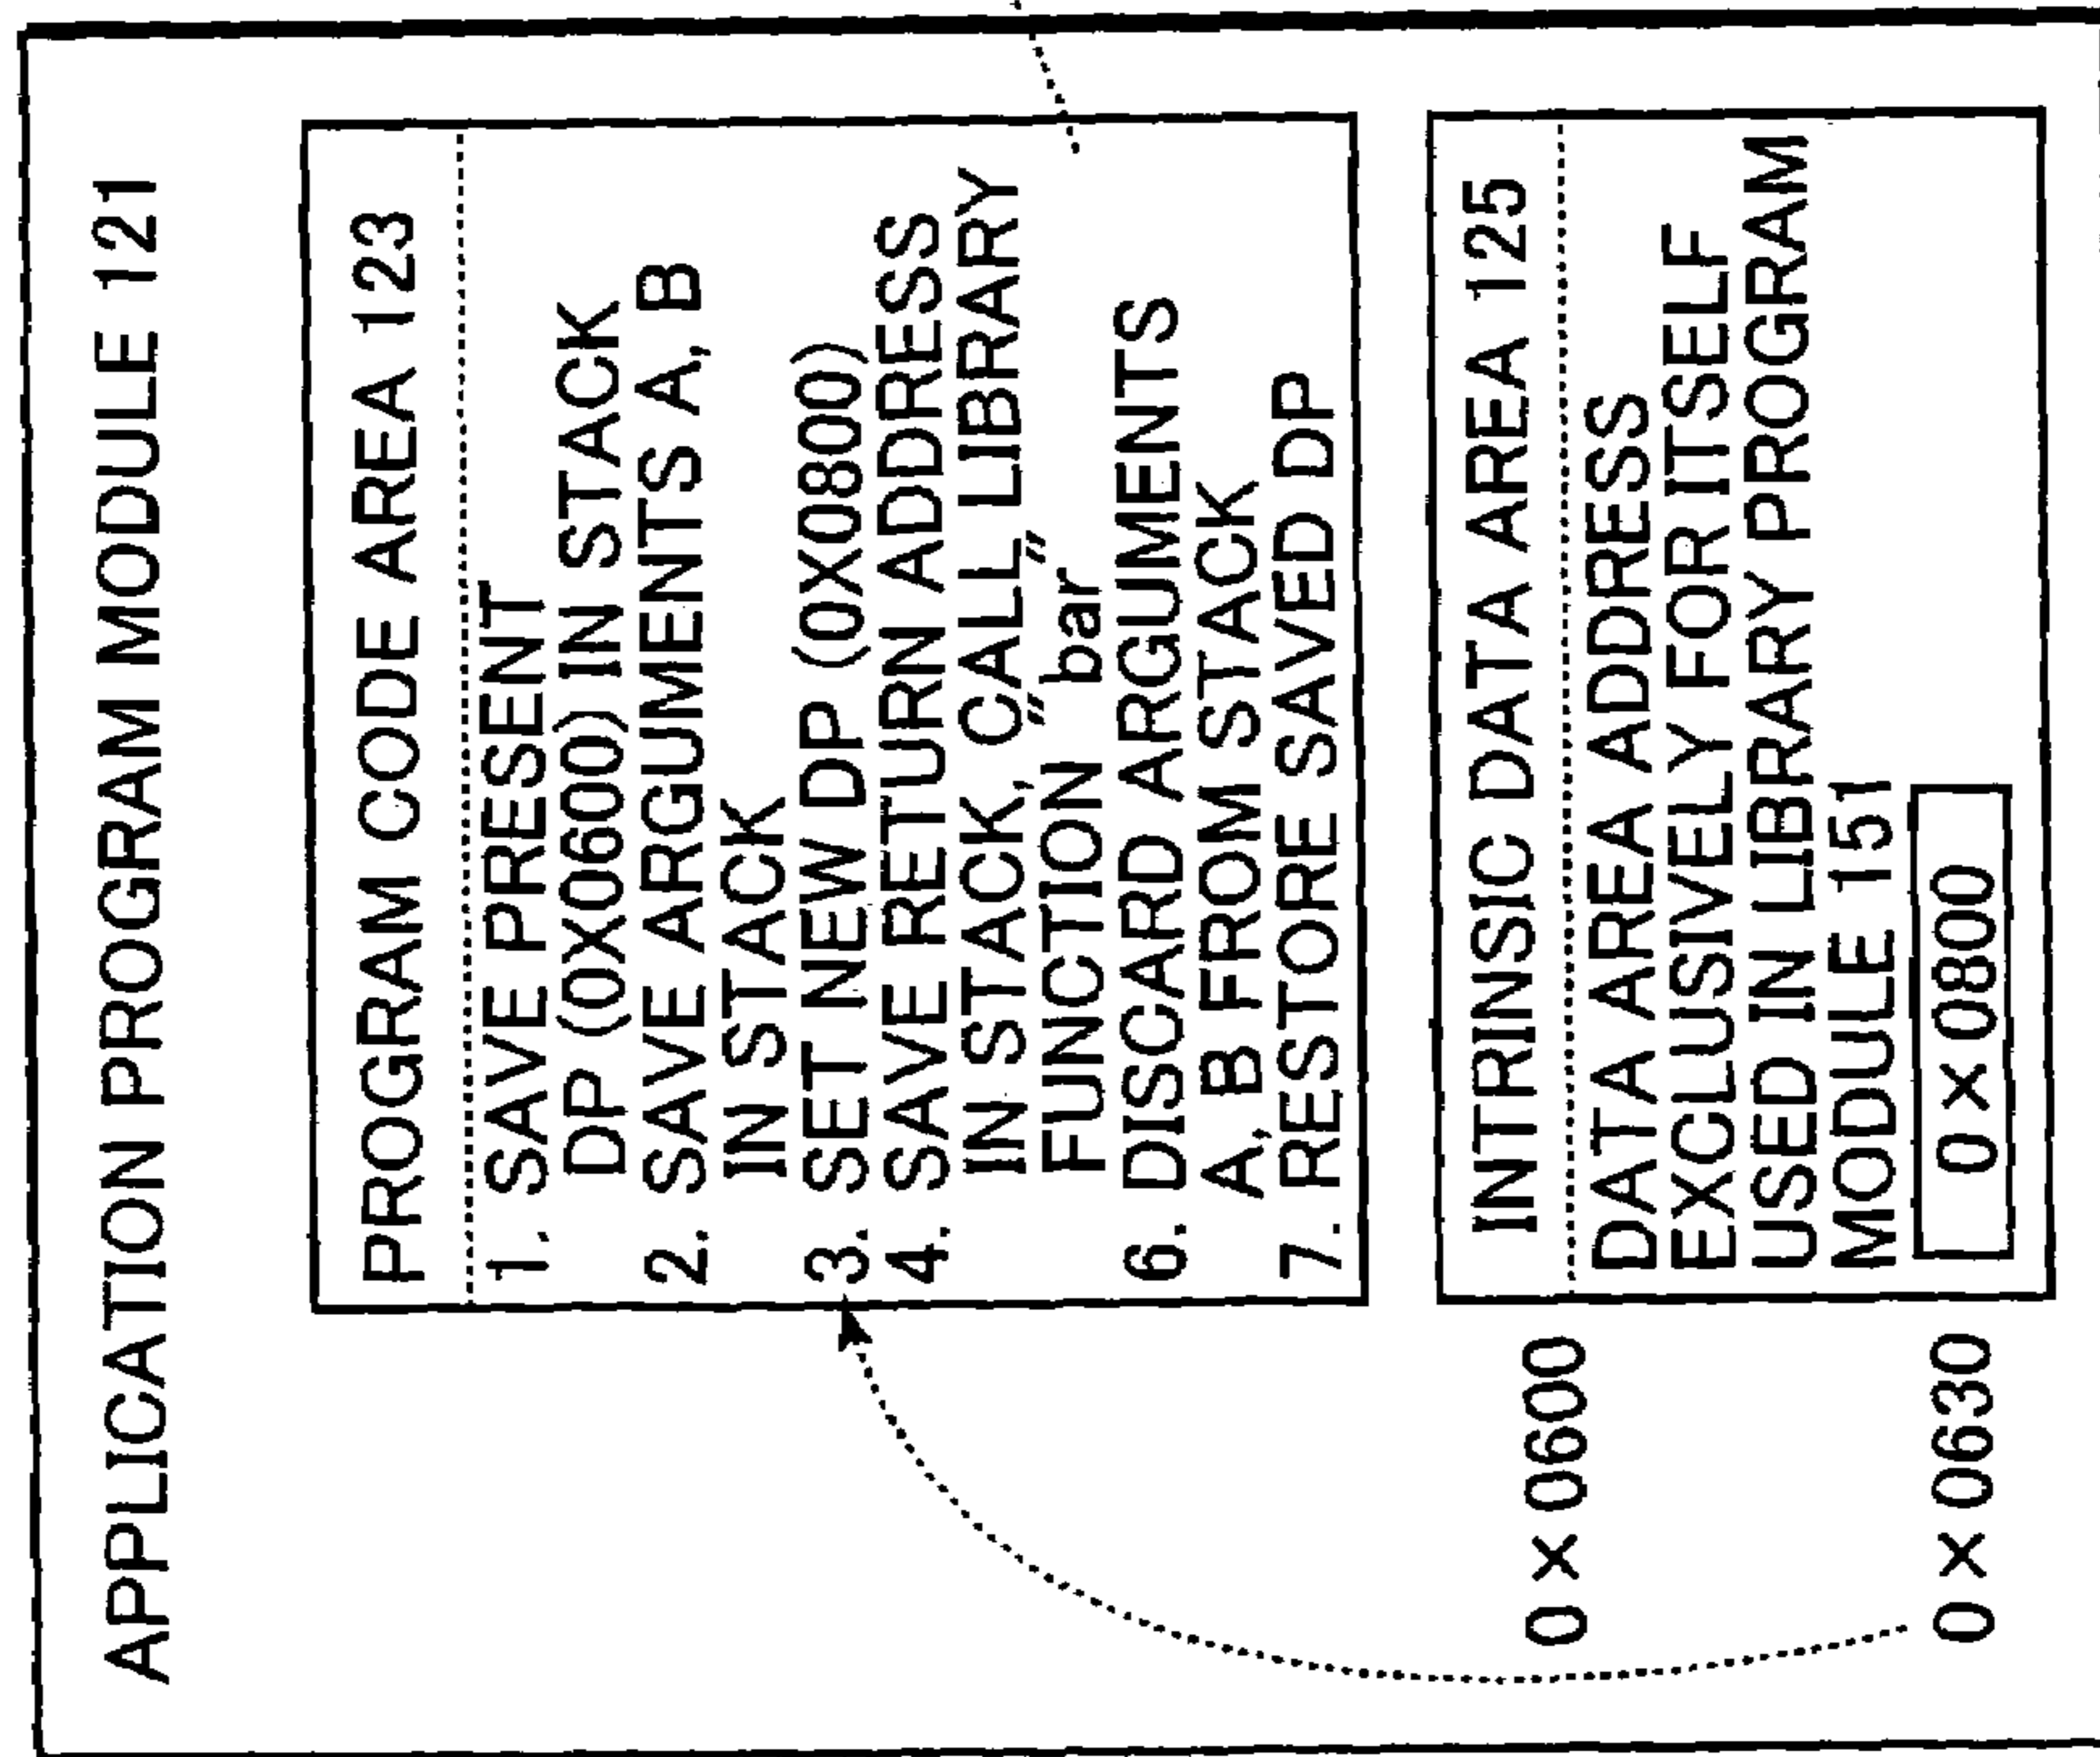 APPLICATION PROGRAM MODULE 121
PROGRAM CODE AREA 123
1. SAVE PRESENT
DP (0X0600) IN STACK
2. SAVE ARGUMENTS A, B
IN STACK
3. SET NEW DP (0X0800)
4. SAVE RETURN ADDRESS
IN STACK, CALL LIBRARY
FUNCTION "bar"
6. DISCARD ARGUMENTS
A, B FROM STACK
7. RESTORE SAVED DP
0×0600
INTRINSIC DATA AREA 125
DATA AREA ADDRESS
EXCLUSIVELY FOR ITSELF
USED IN LIBRARY PROGRAM
MODULE 151
0×0630
0×0800